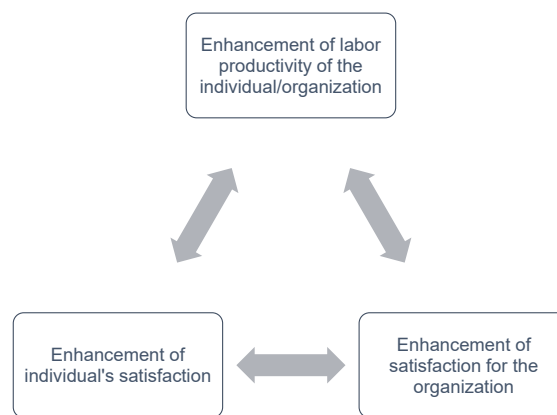 Enhancement of labor
productivity of the
individual/organization
Enhancement of
individual's satisfaction
Enhancement of
satisfaction for the
organization